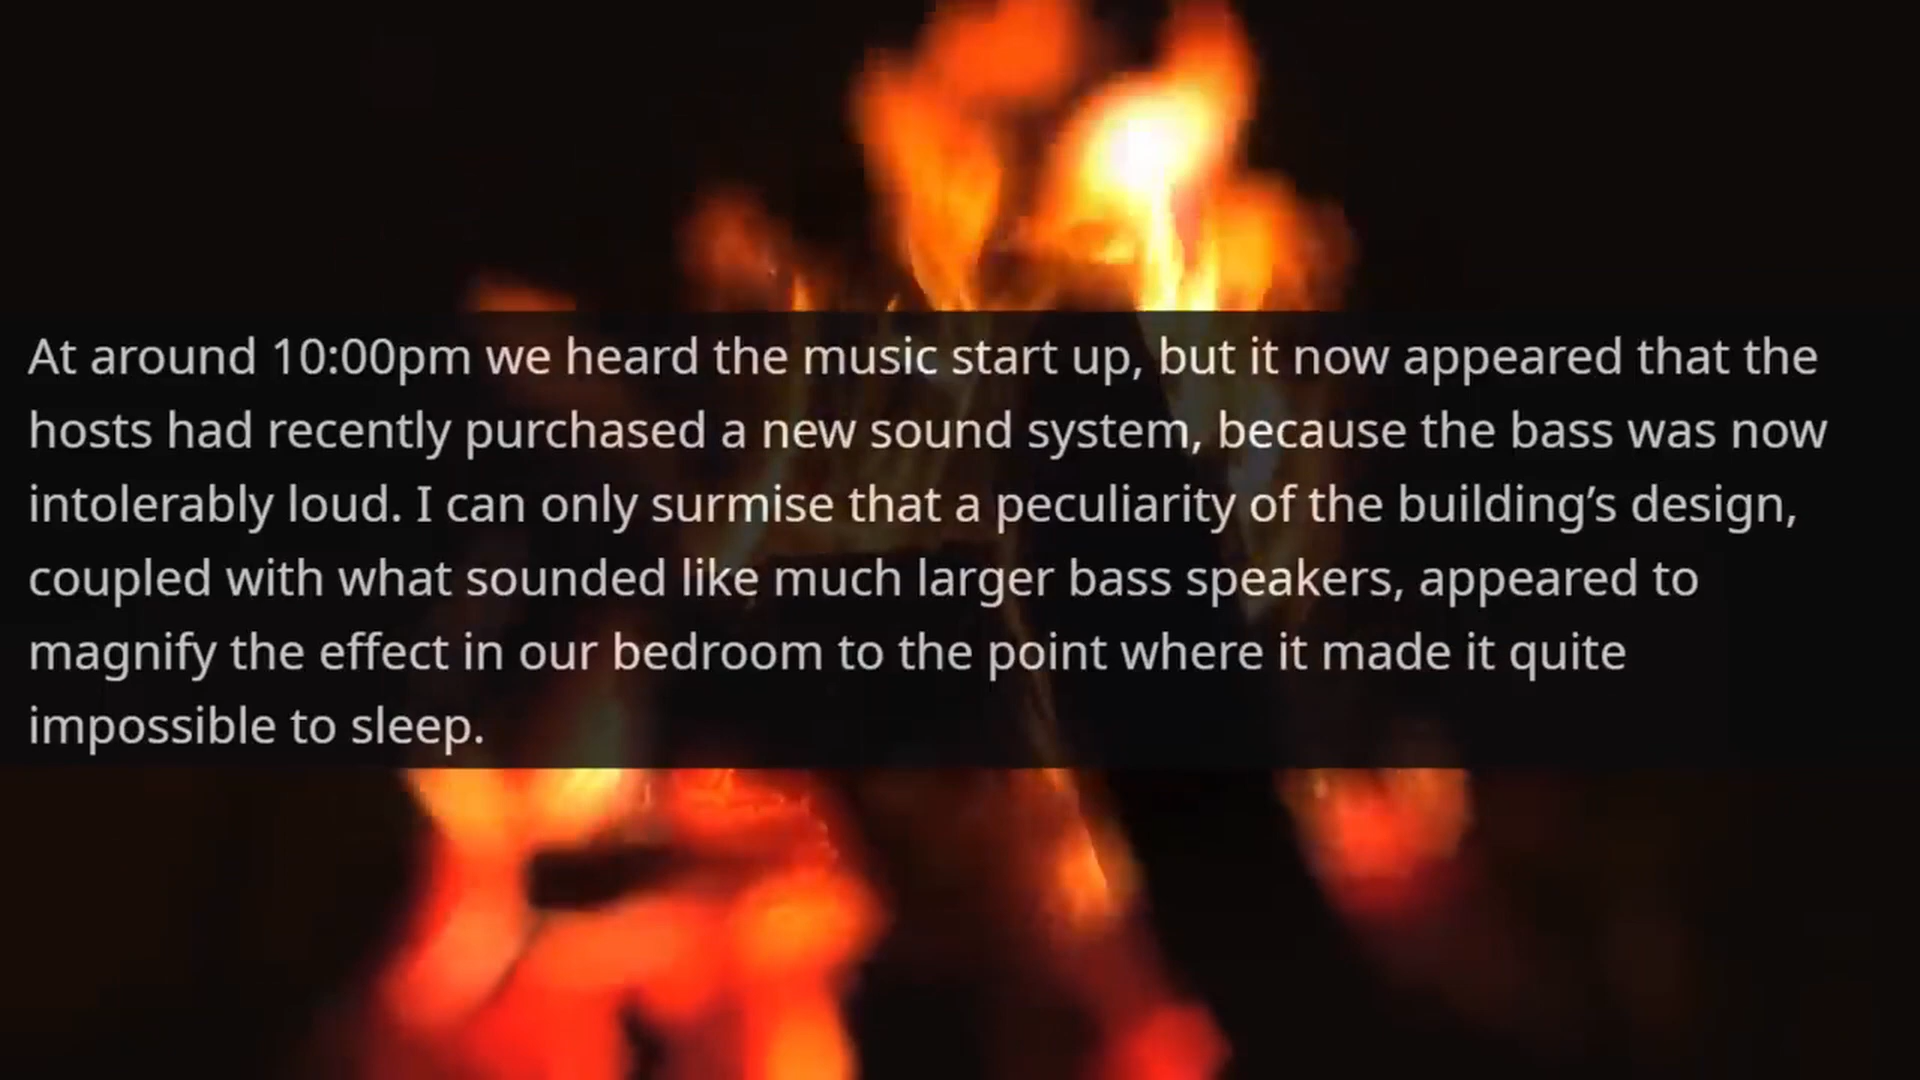 At around 10:00pm we heard the music start up, but it now appeared that the
hosts had recently purchased a new sound system, because the bass was now
intolerably loud. I can only surmise that a peculiarity of the building’s design,
coupled with what sounded like much larger bass speakers, appeared to
magnify the effect in our bedroom to the point where it made it quite
impossible to sleep.